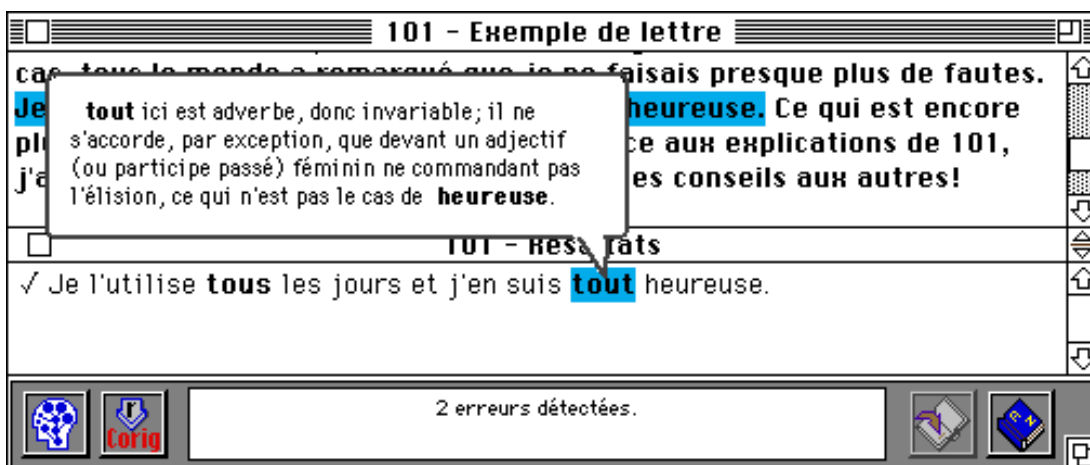 101 - Exemple de lettre
cas, tous le monde a remarqué que je ne faisais presque plus de fautes.
Je heureuse. Ce qui est encore
ce aux explications de 101,
j'a es conseils aux autres!
tout ici est adverbe, donc invariable; il ne
s'accorde, par exception, que devant un adjectif
(ou participe passé) féminin ne commandant pas
l'élision, ce qui n'est pas le cas de heureuse.
101 - Résultats
√ Je l'utilise tous les jours et j'en suis tout heureuse.
2 erreurs détectées.
r
Corig